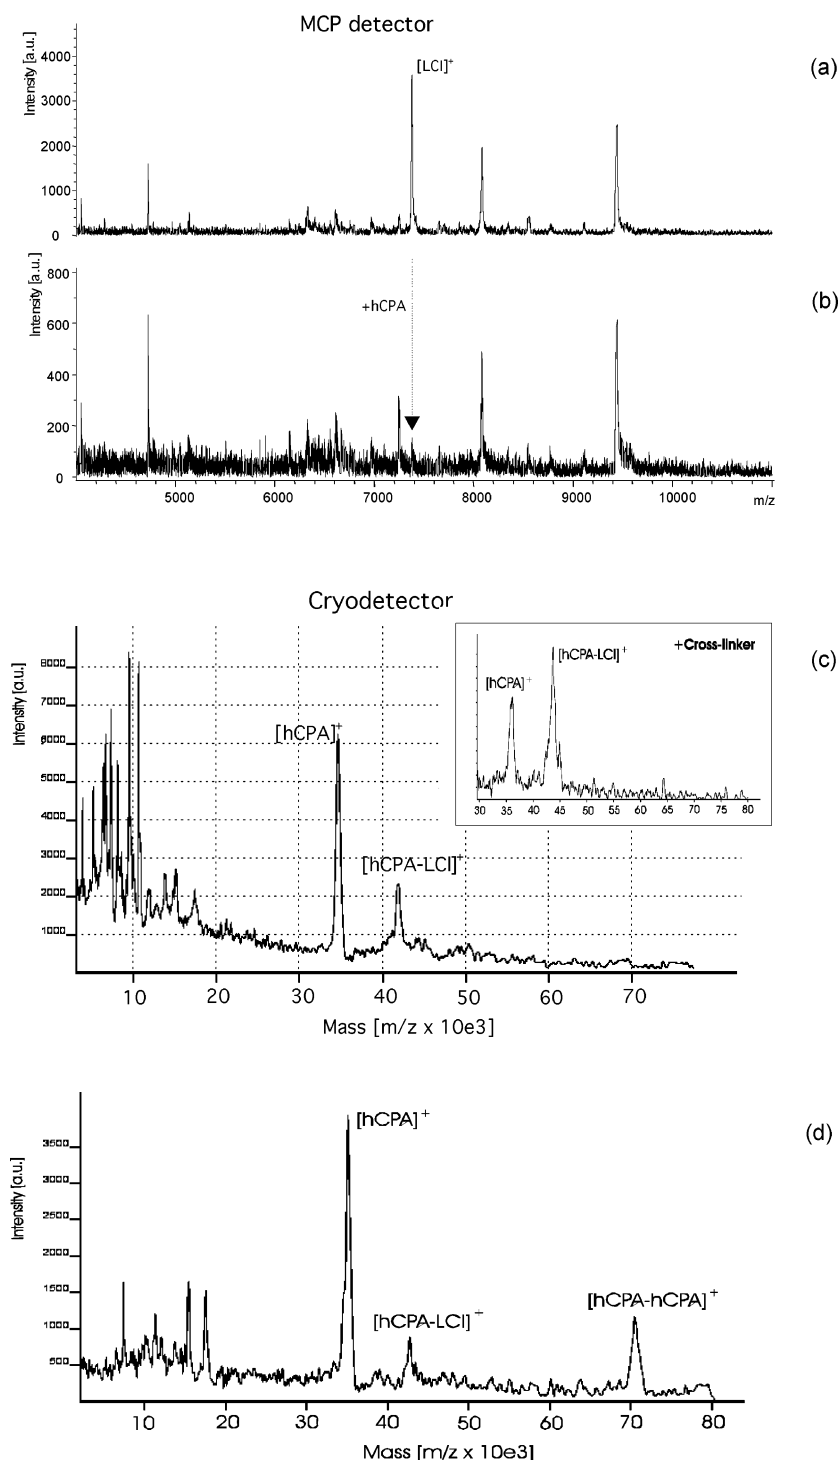 MCP detector
(a)
Intensity [a.u.]
[LCI]+
4000
3000
2000
1000
0
(b)
Intensity [a.u.]
+hCPA
800
600
400
200
0
5000 6000 7000 8000 9000 10000 m/z
Cryodetector
(c)
Intensity [a.u.]
8000
7000
6000
5000
4000
3000
2000
1000
[hCPA]+
[hCPA-LCI]+
+Cross-linker
[hCPA]+
[hCPA-LCI]+
30 35 40 45 50 55 60 65 70 75 80
10 20 30 40 50 60 70
Mass [m/z x 10e3]
(d)
Intensity [a.u.]
3500
3000
2500
2000
1500
1000
500
[hCPA]+
[hCPA-LCI]+
[hCPA-hCPA]+
10 20 30 40 50 60 70 80
Mass [m/z x 10e3]